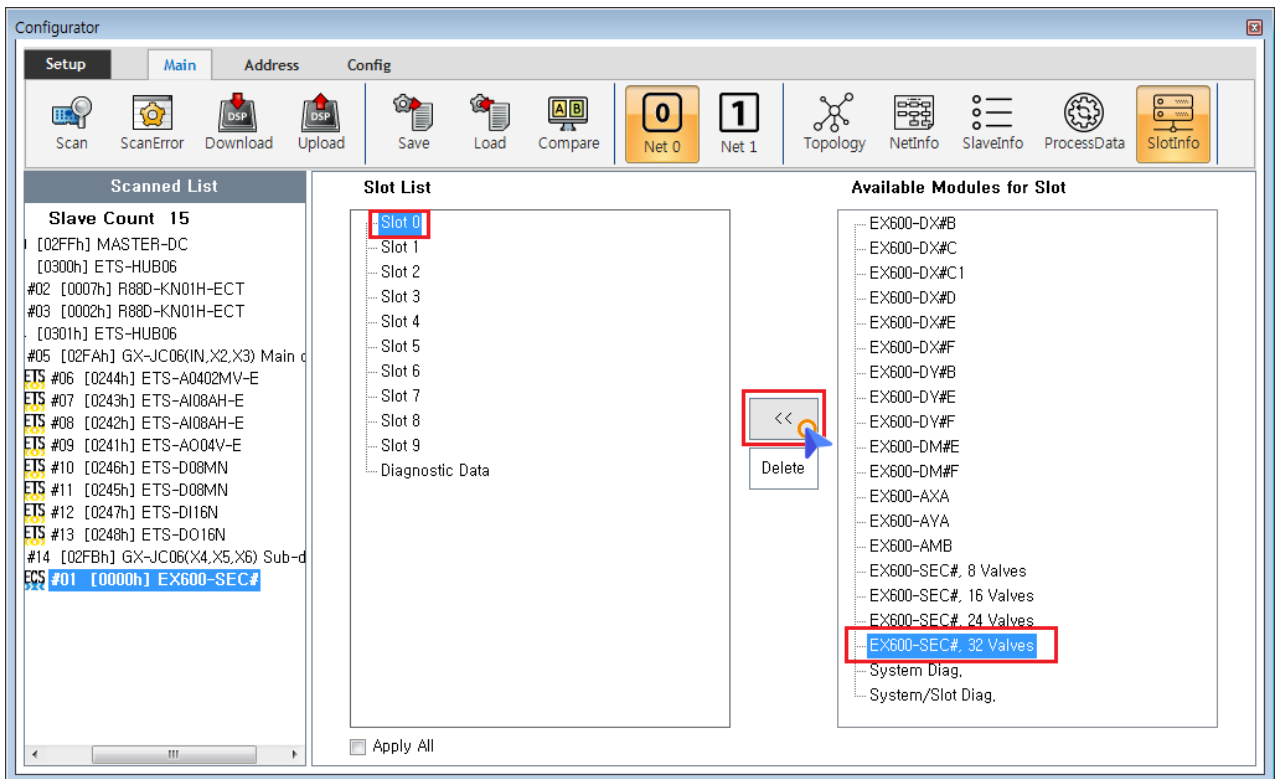 Configurator
Setup Main Address Config
DSP DSP A B 0 1
Scan ScanError Download Upload Save Load Compare Net 0 Net 1 Topology NetInfo SlaveInfo ProcessData SlotInfo
Scanned List
Slave Count 15
[02FFh] MASTER-DC
[0300h] ETS-HUB06
#02 [0007h] R88D-KN01H-ECT
#03 [0002h] R88D-KN01H-ECT
[0301h] ETS-HUB06
#05 [02FAh] GX-JC06(IN,X2,X3) Main
ETS #06 [0244h] ETS-A0402MV-E
ETS #07 [0243h] ETS-AI08AH-E
ETS #08 [0242h] ETS-AI08AH-E
ETS #09 [0241h] ETS-AO04V-E
ETS #10 [0246h] ETS-D08MN
ETS #11 [0245h] ETS-D08MN
ETS #12 [0247h] ETS-DI16N
ETS #13 [0248h] ETS-DO16N
#14 [02FBh] GX-JC06(X4,X5,X6) Sub-d
ECS #01 [0000h] EX600-SEC#
Slot List
Slot 0
Slot 1
Slot 2
Slot 3
Slot 4
Slot 5
Slot 6
Slot 7
Slot 8
Slot 9
Diagnostic Data
Apply All
<<
Delete
Available Modules for Slot
EX600-DX#B
EX600-DX#C
EX600-DX#C1
EX600-DX#D
EX600-DX#E
EX600-DX#F
EX600-DY#B
EX600-DY#E
EX600-DY#F
EX600-DM#E
EX600-DM#F
EX600-AXA
EX600-AYA
EX600-AMB
EX600-SEC#, 8 Valves
EX600-SEC#, 16 Valves
EX600-SEC#, 24 Valves
EX600-SEC#, 32 Valves
System Diag,
System/Slot Diag,